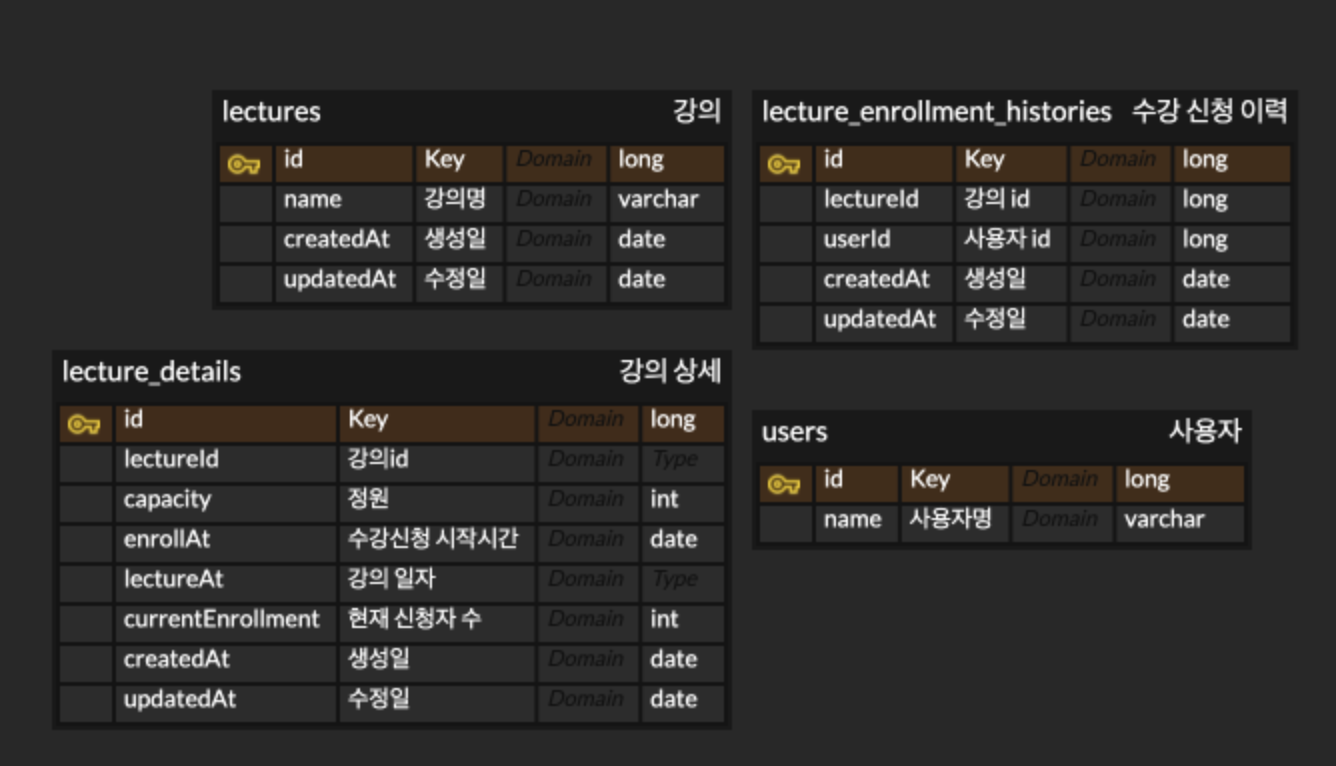 lectures 강의
id Key Domain long
name 강의명 Domain varchar
createdAt 생성일 Domain date
updatedAt 수정일 Domain date
lecture_enrollment_histories 수강 신청 이력
id Key Domain long
lectureId 강의 id Domain long
userId 사용자 id Domain long
createdAt 생성일 Domain date
updatedAt 수정일 Domain date
lecture_details 강의 상세
id Key Domain long
lectureId 강의id Domain Type
capacity 정원 Domain int
enrollAt 수강신청 시작시간 Domain date
lectureAt 강의 일자 Domain Type
currentEnrollment 현재 신청자 수 Domain int
createdAt 생성일 Domain date
updatedAt 수정일 Domain date
users 사용자
id Key Domain long
name 사용자명 Domain varchar